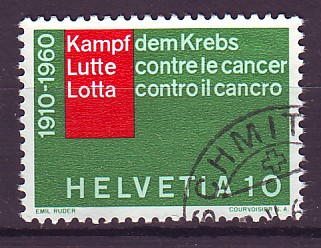 1910-1960
Kampf dem Krebs
Lutte contre le cancer
Lotta contro il cancro
HELVETIA 10
EMIL RUDER COURVOISIER S. A.